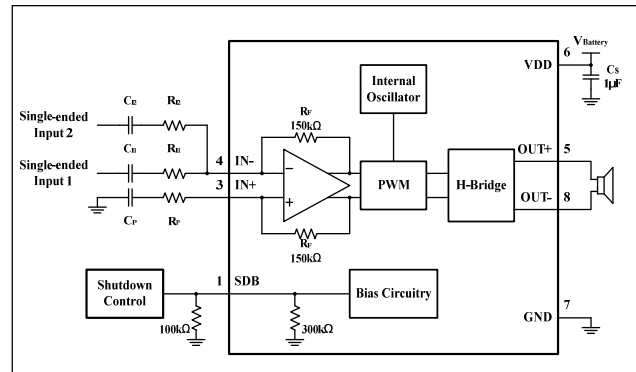 VBattery
6
VDD
Cs
1μF
Internal
Oscillator
CI2
RI2
Single-ended
Input 2
RF
150kΩ
CI1
RI1
4
IN-
OUT+
5
Single-ended
Input 1
3
IN+
PWM
H-Bridge
OUT-
8
CP
RP
RF
150kΩ
1
SDB
Shutdown
Control
Bias Circuitry
7
GND
100kΩ
300kΩ